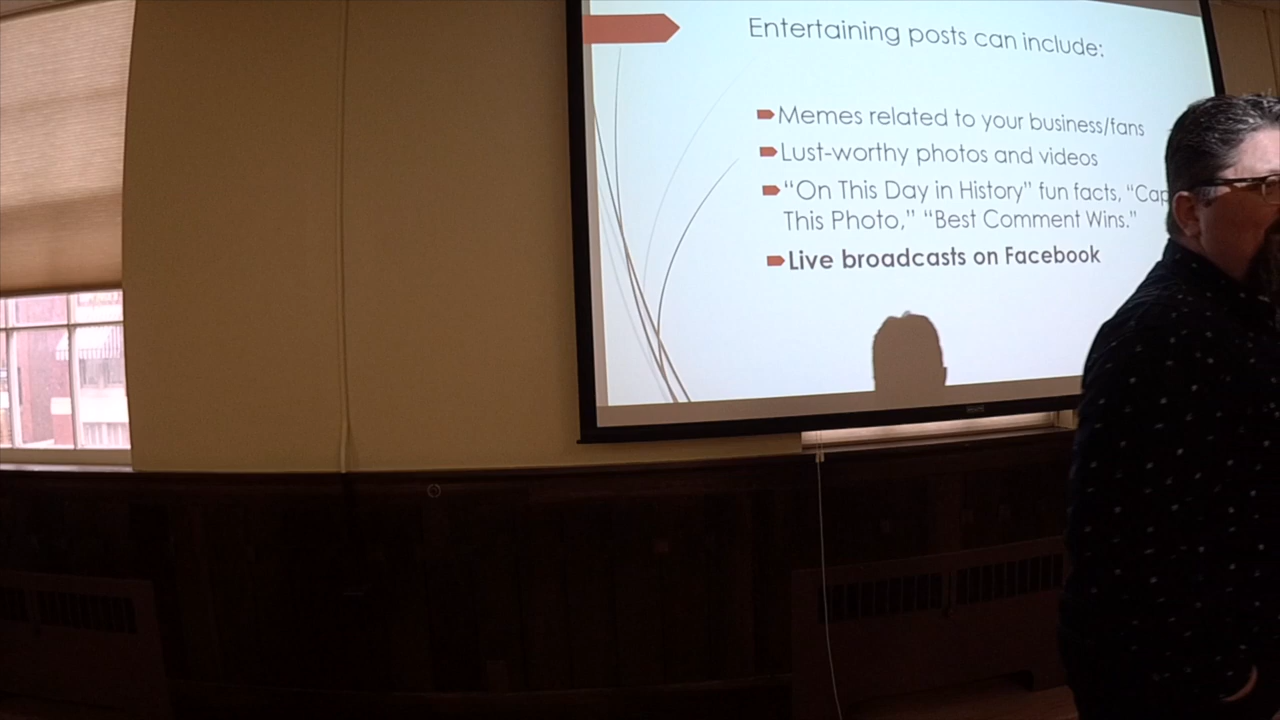 Entertaining posts can include:
Memes related to your business/fans
Lust-worthy photos and videos
“On This Day in History” fun facts, “Cap
This Photo,” “Best Comment Wins.”
Live broadcasts on Facebook